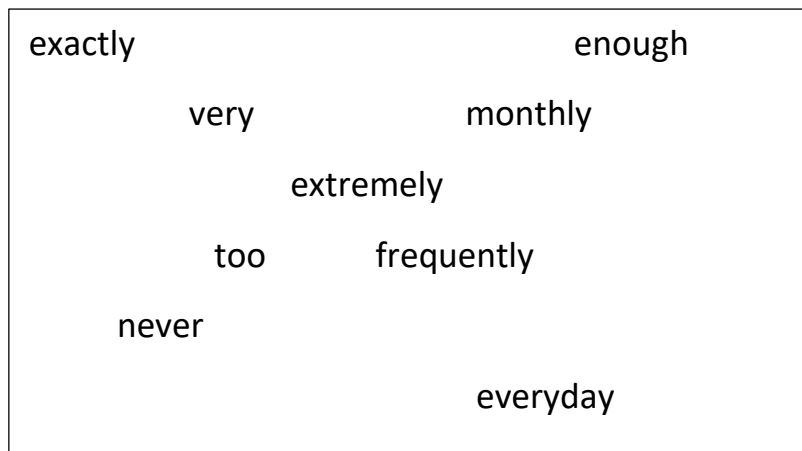 exactly enough
very monthly
extremely
too frequently
never
everyday